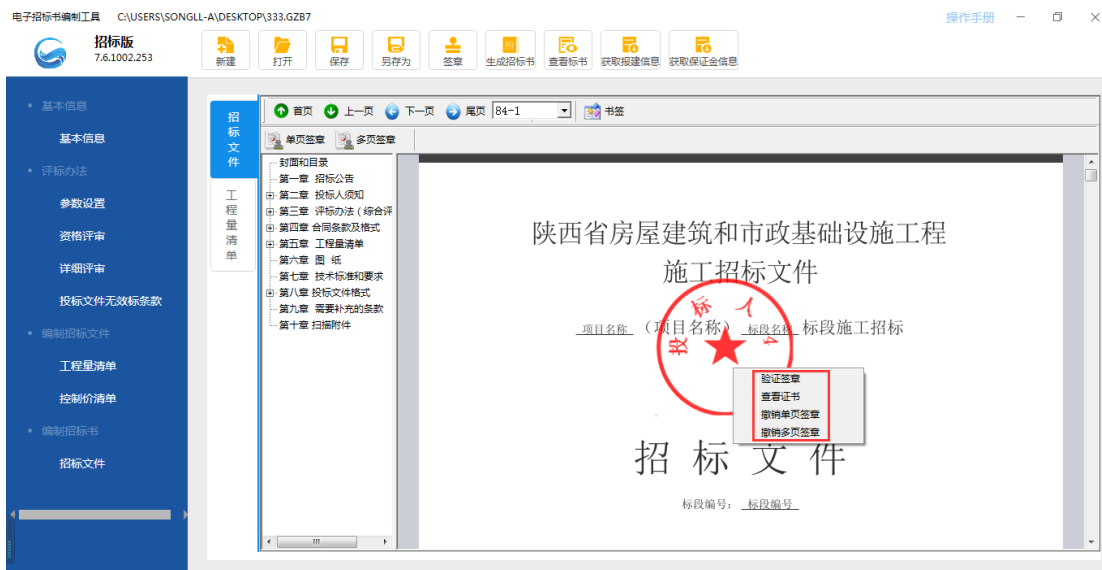 电子招标书编制工具 C:\USERS\SONGLL-A\DESKTOP\333.GZB7 操作手册
招标版
7.6.1002.253
新建 打开 保存 另存为 签章 生成招标书 查看标书 获取报建信息 获取保证金信息
基本信息
基本信息
评标办法
参数设置
资格评审
详细评审
投标文件无效标条款
编制招标文件
工程量清单
控制价清单
编制招标书
招标文件
招标文件
工程量清单
首页 上一页 下一页 尾页 84-1 书签
单页签章 多页签章
封面和目录
第一章 招标公告
第二章 投标人须知
第三章 评标办法(综合评
第四章 合同条款及格式
第五章 工程量清单
第六章 图 纸
第七章 技术标准和要求
第八章 投标文件格式
第九章 需要补充的条款
第十章 扫描附件
陕西省房屋建筑和市政基础设施工程
施工招标文件
项目名称 (项目名称) 标段名称 标段施工招标
投标人4
验证签章
查看证书
撤销单页签章
撤销多页签章
招 标 文 件
标段编号: 标段编号